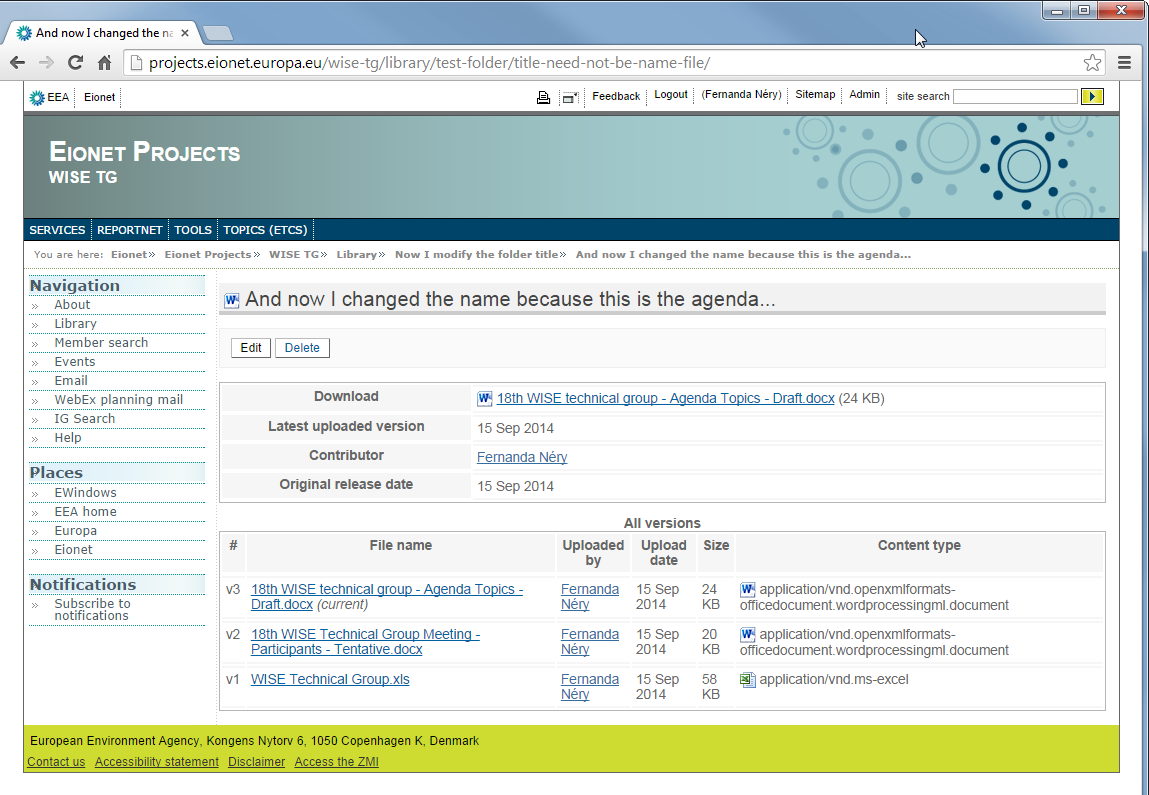 And now I changed the na
projects.eionet.europa.eu/wise-tg/library/test-folder/title-need-not-be-name-file/
EEA Eionet Feedback Logout (Fernanda Néry) Sitemap Admin site search
EIONET PROJECTS
WISE TG
SERVICES REPORTNET TOOLS TOPICS (ETCS)
You are here: Eionet» Eionet Projects» WISE TG» Library» Now I modify the folder title» And now I changed the name because this is the agenda...
Navigation
» About
» Library
» Member search
» Events
» Email
» WebEx planning mail
» IG Search
» Help
Places
» EWindows
» EEA home
» Europa
» Eionet
Notifications
» Subscribe to
notifications
And now I changed the name because this is the agenda...
Edit Delete
Download 18th WISE technical group - Agenda Topics - Draft.docx (24 KB)
Latest uploaded version 15 Sep 2014
Contributor Fernanda Néry
Original release date 15 Sep 2014
All versions
# File name Uploaded by Upload date Size Content type
v3 18th WISE technical group - Agenda Topics - Fernanda 15 Sep 24 application/vnd.openxmlformats-
Draft.docx (current) Néry 2014 KB officedocument.wordprocessingml.document
v2 18th WISE Technical Group Meeting - Fernanda 15 Sep 20 application/vnd.openxmlformats-
Participants - Tentative.docx Néry 2014 KB officedocument.wordprocessingml.document
v1 WISE Technical Group.xls Fernanda 15 Sep 58 application/vnd.ms-excel
Néry 2014 KB
European Environment Agency, Kongens Nytorv 6, 1050 Copenhagen K, Denmark
Contact us Accessibility statement Disclaimer Access the ZMI